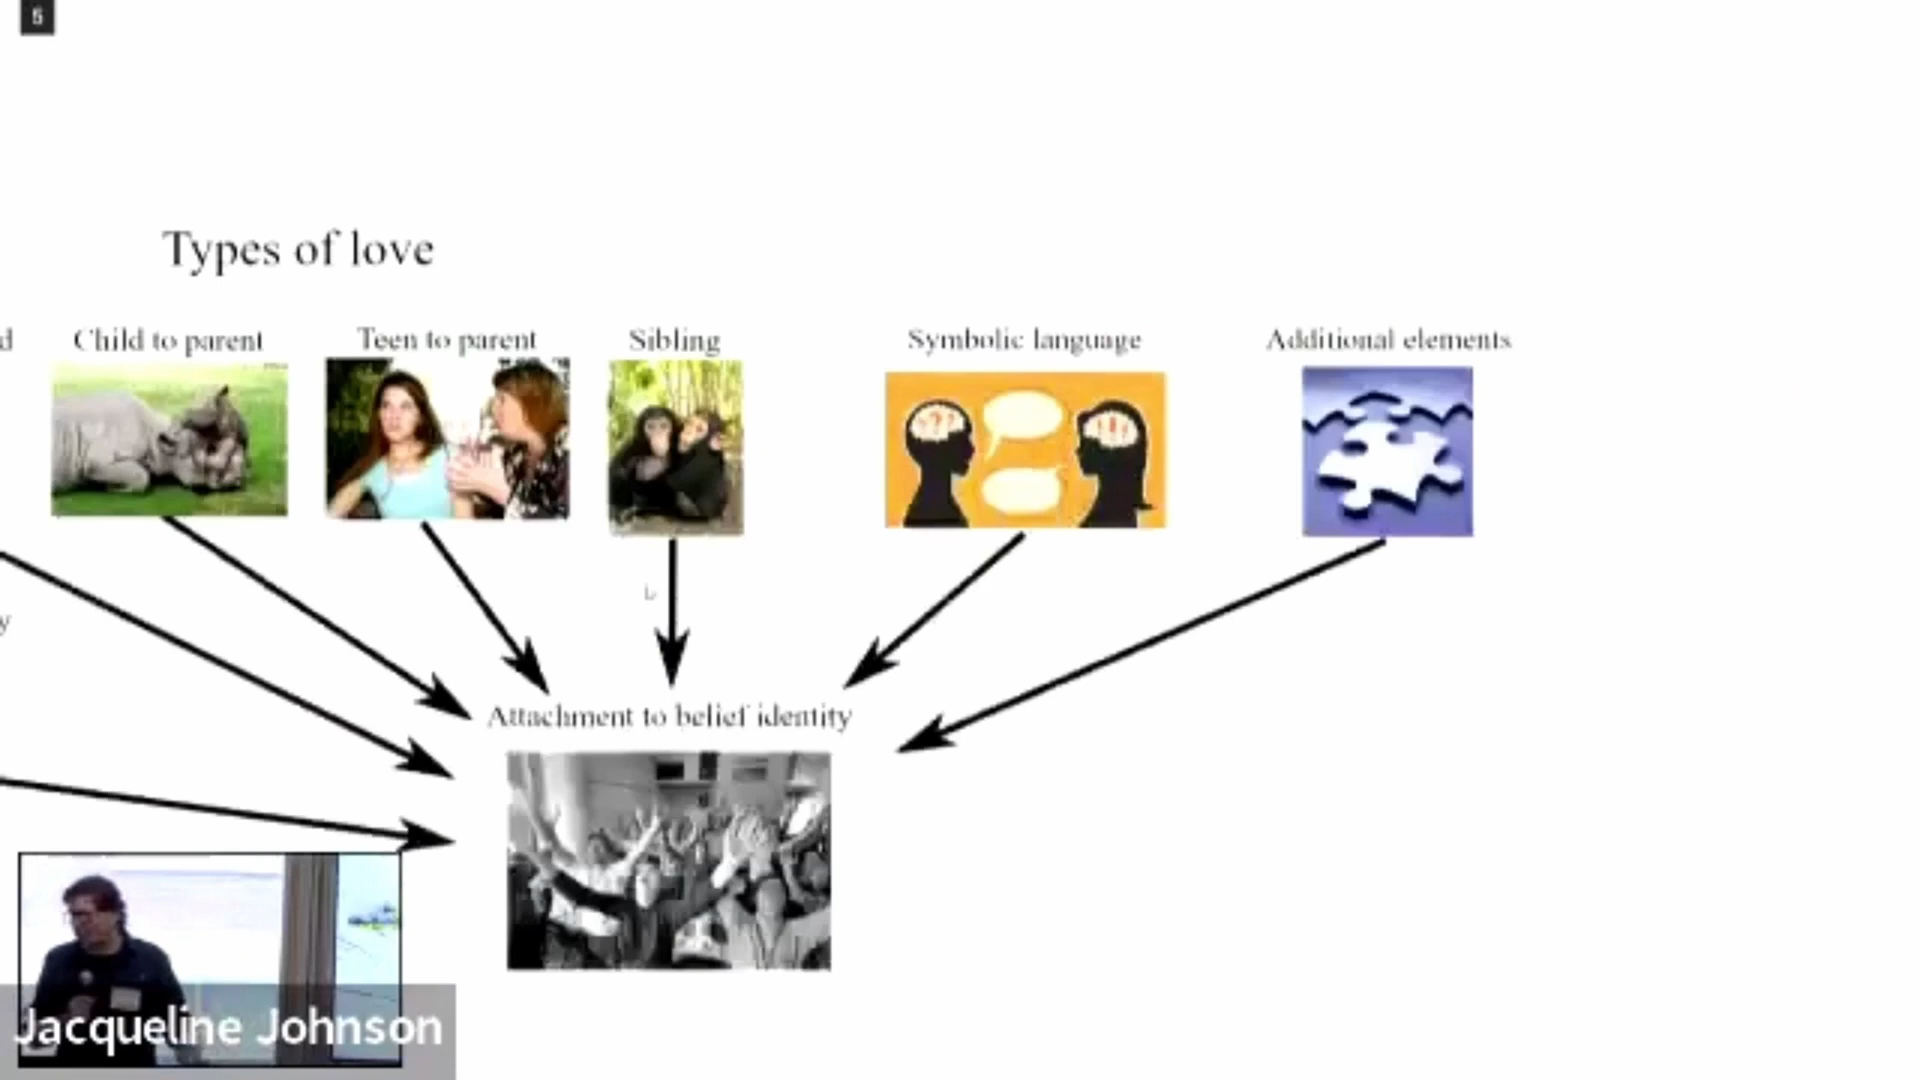 5
Types of love
d
Child to parent
Teen to parent
Sibling
Symbolic language
Additional elements
y
Attachment to belief identity
Jacqueline Johnson